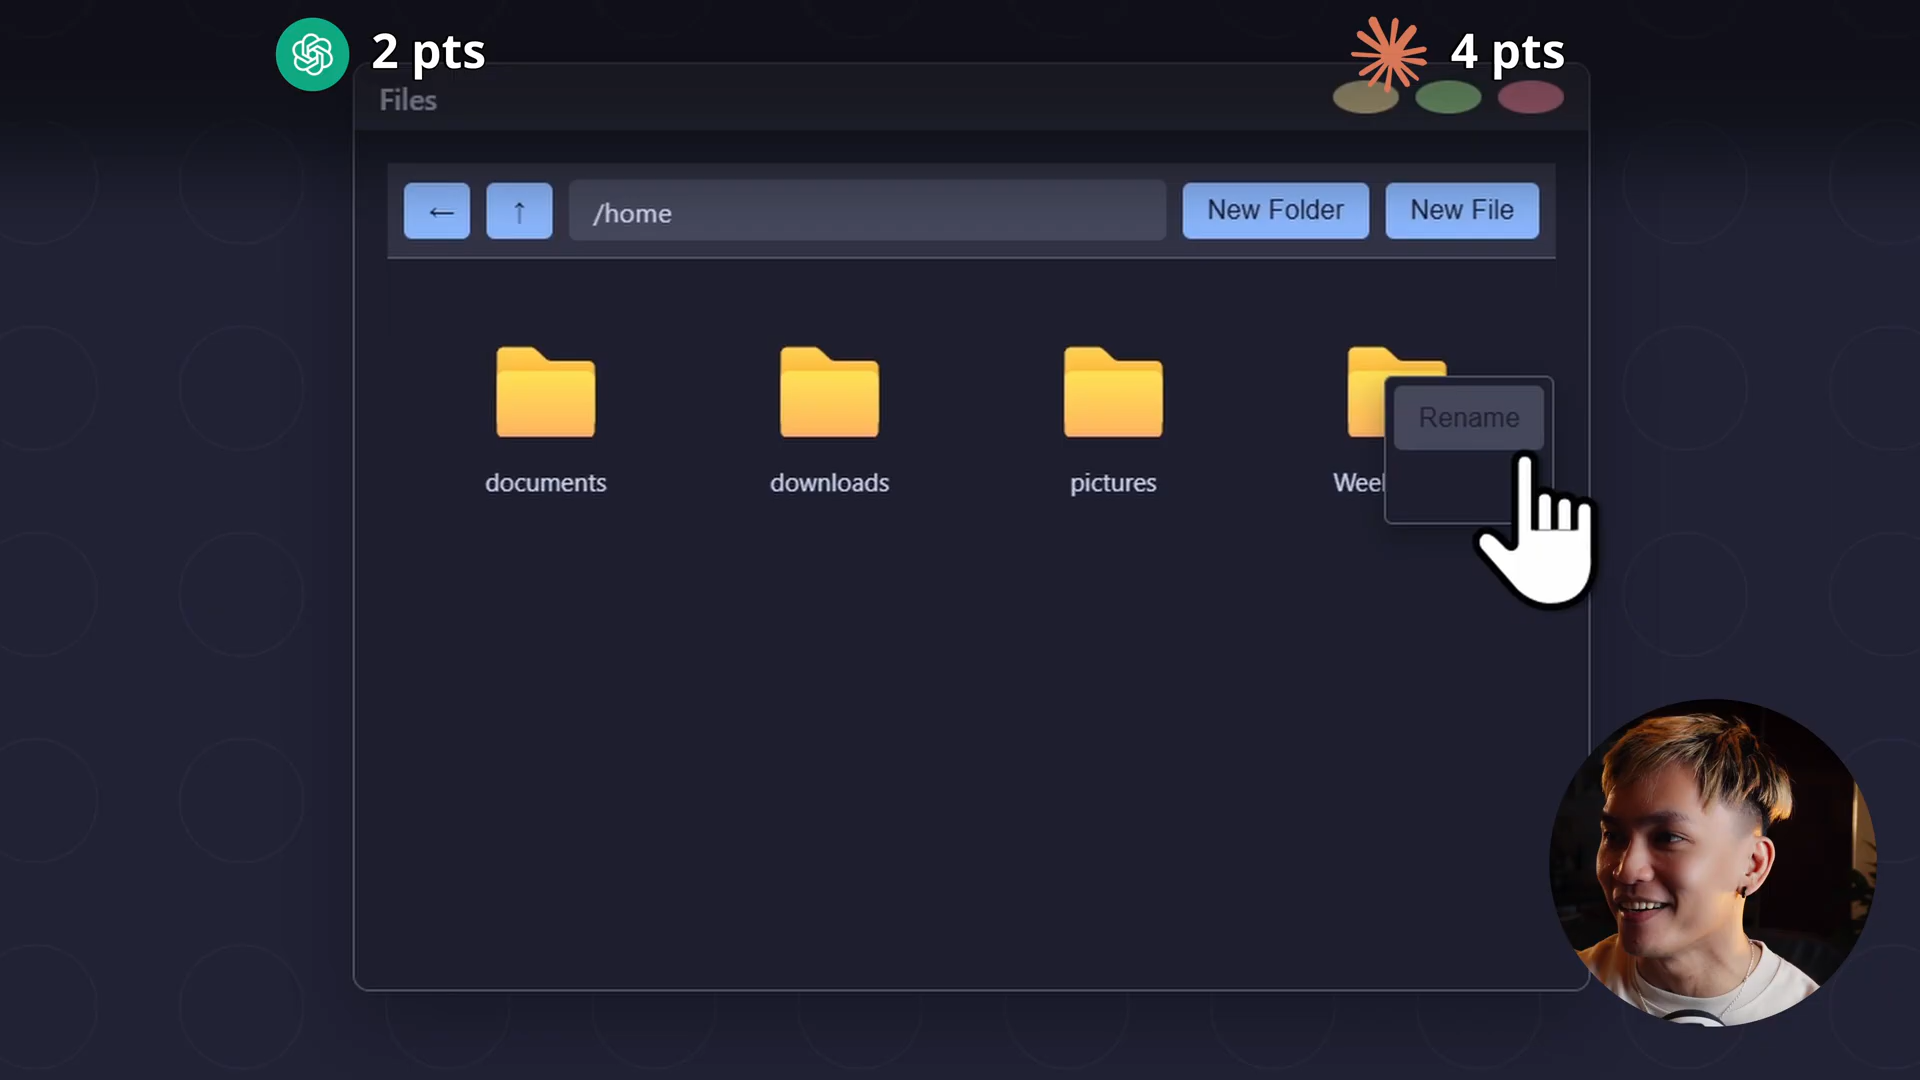 2 pts
4 pts
Files
← ↑ /home New Folder New File
Rename
documents downloads pictures